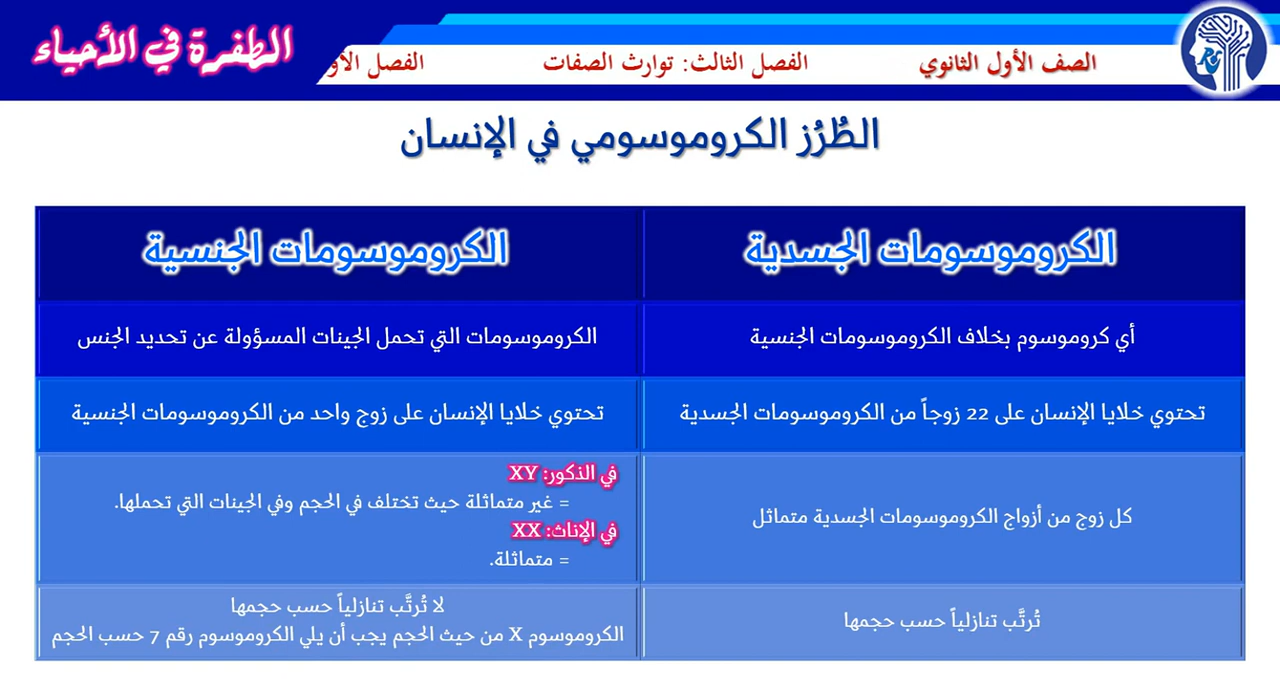 الطفرة في الأحياء
الصف الأول الثانوي
الفصل الثالث: توارث الصفات
الفصل الأو
الطُرُز الكروموسومي في الإنسان
الكروموسومات الجسدية
الكروموسومات الجنسية
أي كروموسوم بخلاف الكروموسومات الجنسية
الكروموسومات التي تحمل الجينات المسؤولة عن تحديد الجنس
تحتوي خلايا الإنسان على 22 زوجاً من الكروموسومات الجسدية
تحتوي خلايا الإنسان على زوج واحد من الكروموسومات الجنسية
كل زوج من أزواج الكروموسومات الجسدية متماثل
في الذكور: XY
= غير متماثلة حيث تختلف في الحجم وفي الجينات التي تحملها.
في الإناث: XX
= متماثلة.
تُرتَّب تنازلياً حسب حجمها
لا تُرتَّب تنازلياً حسب حجمها
الكروموسوم X من حيث الحجم يجب أن يلي الكروموسوم رقم 7 حسب الحجم